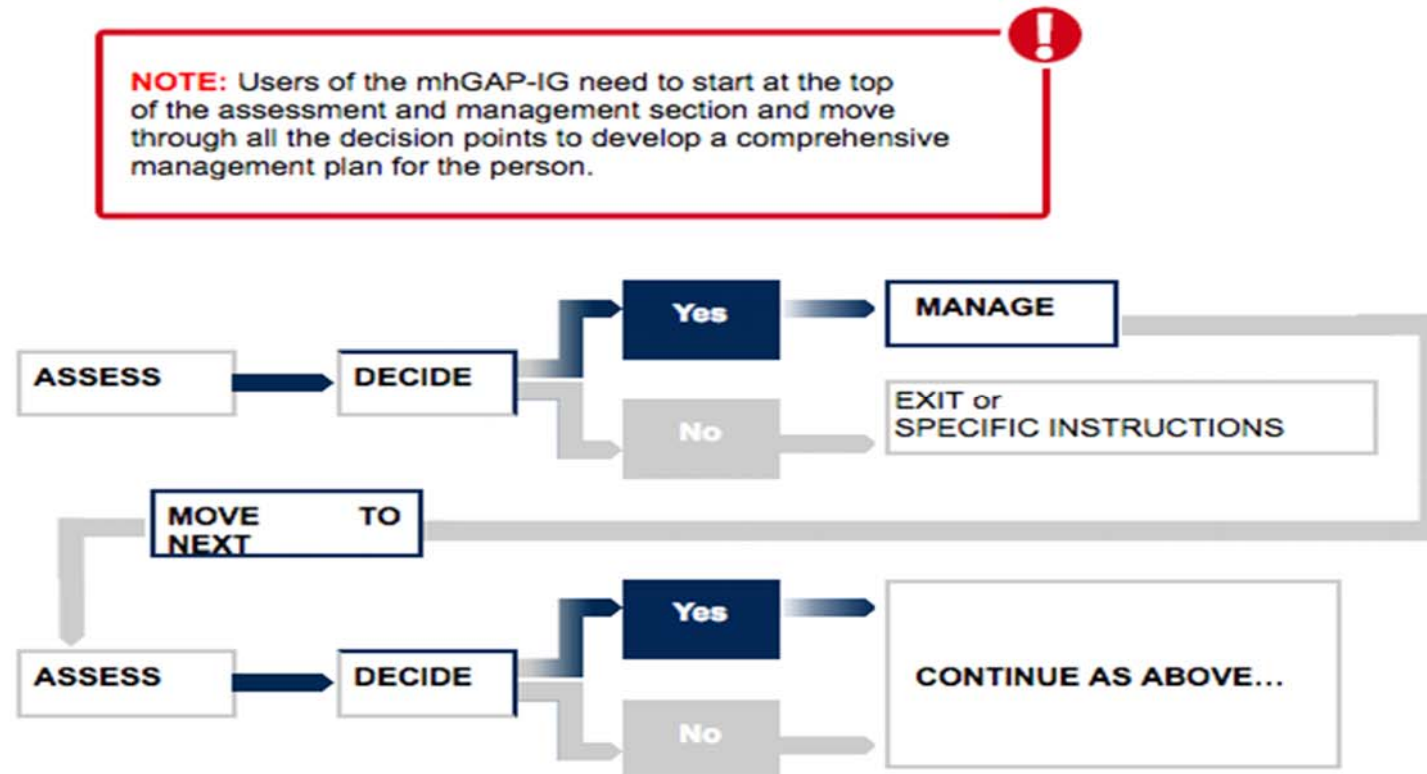 !
NOTE: Users of the mhGAP-IG need to start at the top
of the assessment and management section and move
through all the decision points to develop a comprehensive
management plan for the person.
ASSESS
DECIDE
Yes
MANAGE
No
EXIT or
SPECIFIC INSTRUCTIONS
MOVE TO
NEXT
ASSESS
DECIDE
Yes
No
CONTINUE AS ABOVE...